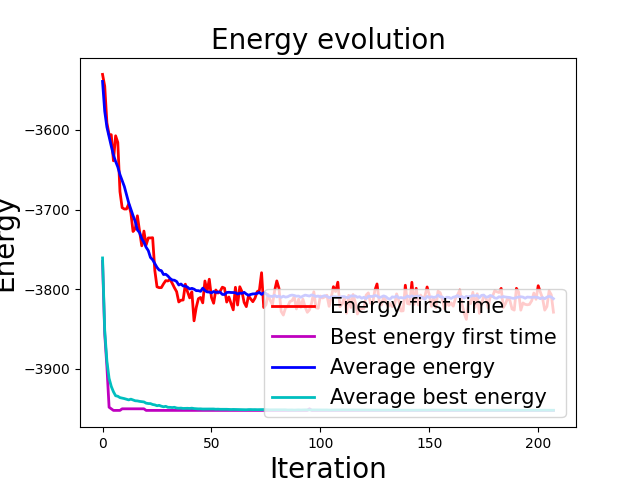 Energy evolution
Energy
−3600
−3700
−3800
−3900
0
50
100
150
200
Iteration
Energy first time
Best energy first time
Average energy
Average best energy